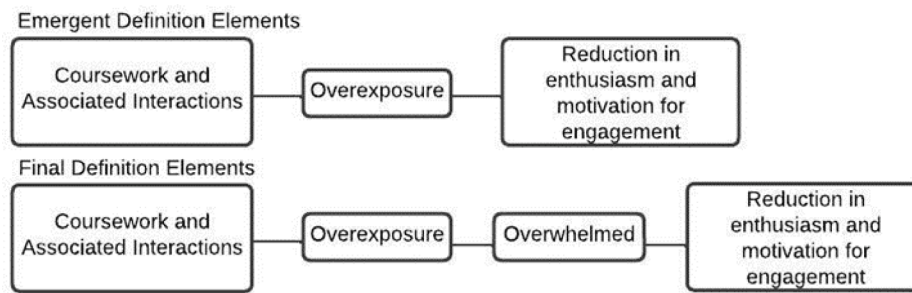 Emergent Definition Elements
Coursework and
Associated Interactions
Overexposure
Reduction in
enthusiasm and
motivation for
engagement
Final Definition Elements
Coursework and
Associated Interactions
Overexposure
Overwhelmed
Reduction in
enthusiasm and
motivation for
engagement